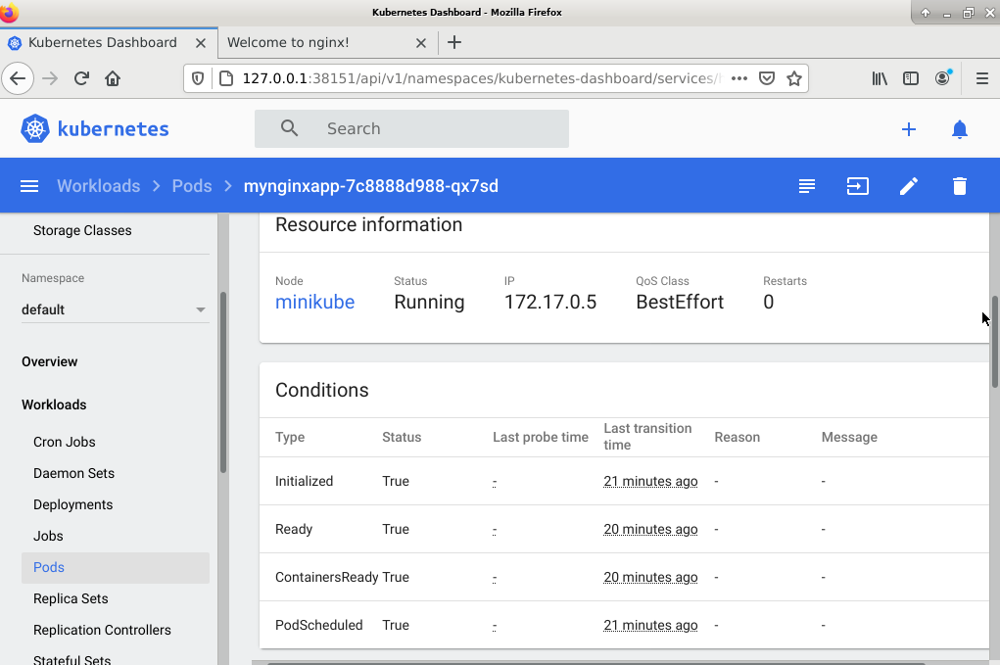 Kubernetes Dashboard - Mozilla Firefox
Kubernetes Dashboard
Welcome to nginx!
127.0.0.1:38151/api/v1/namespaces/kubernetes-dashboard/services/
kubernetes
Search
Workloads > Pods > mynginxapp-7c8888d988-qx7sd
Storage Classes
Namespace
default
Overview
Workloads
Cron Jobs
Daemon Sets
Deployments
Jobs
Pods
Replica Sets
Replication Controllers
Stateful Sets
Resource information
Node Status IP QoS Class Restarts
minikube Running 172.17.0.5 BestEffort 0
Conditions
Type Status Last probe time Last transition time Reason Message
Initialized True - 21 minutes ago - -
Ready True - 20 minutes ago - -
ContainersReady True - 20 minutes ago - -
PodScheduled True - 21 minutes ago - -